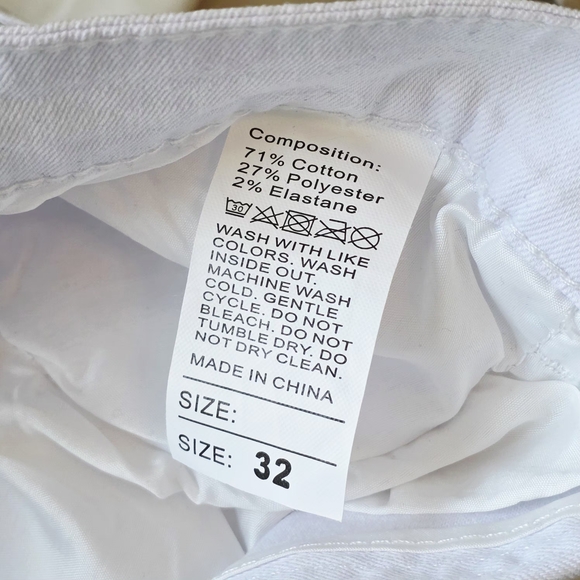 Composition:
71% Cotton
27% Polyester
2% Elastane
30
WASH WITH LIKE
COLORS. WASH
INSIDE OUT.
MACHINE WASH
COLD. GENTLE
CYCLE. DO NOT
BLEACH. DO NOT
TUMBLE DRY. DO
NOT DRY CLEAN.
MADE IN CHINA
SIZE:
SIZE: 32